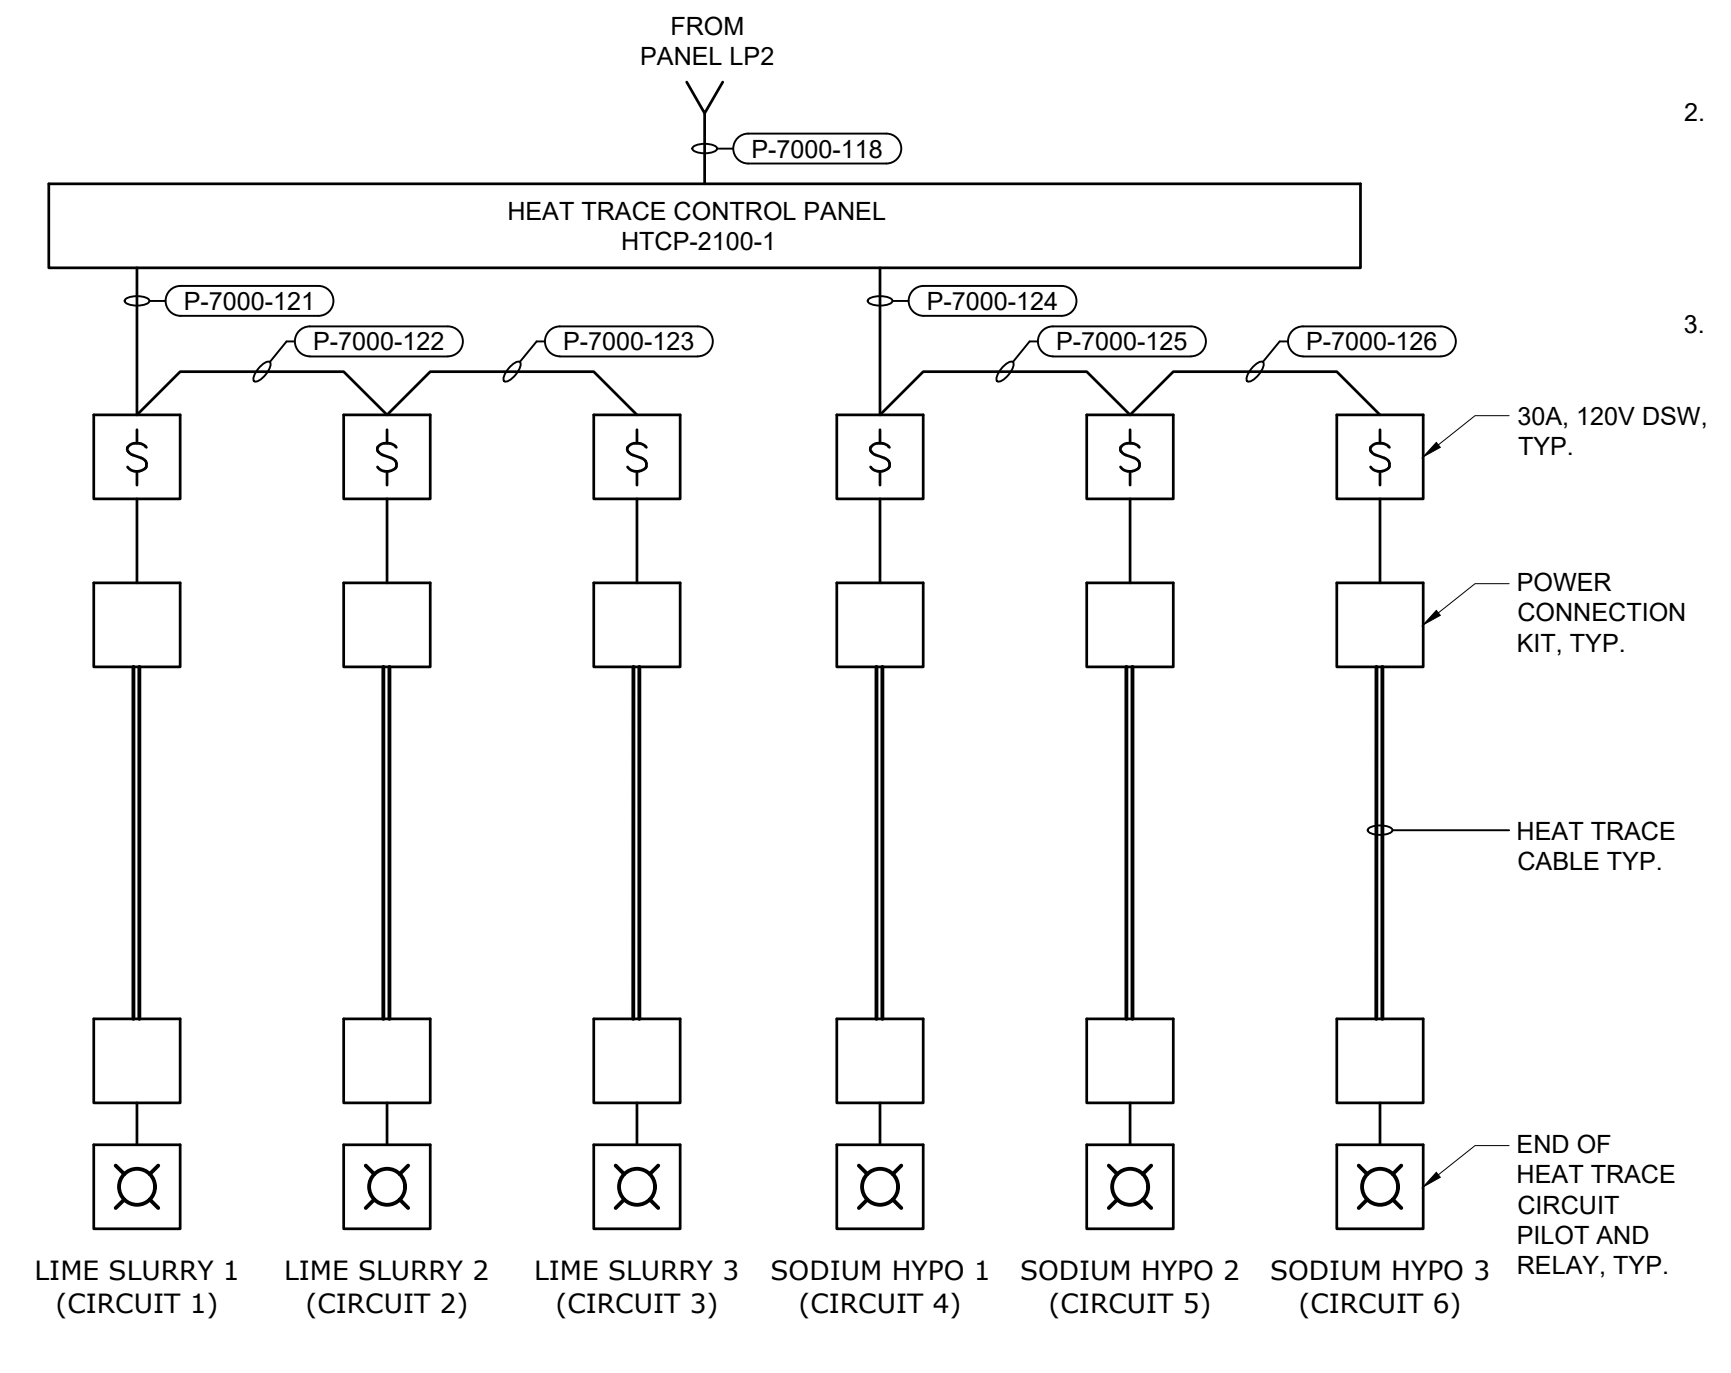 FROM
PANEL LP2
2.
P-7000-118
HEAT TRACE CONTROL PANEL
HTCP-2100-1
P-7000-121
P-7000-124
3.
P-7000-122
P-7000-123
P-7000-125
P-7000-126
30A, 120V DSW,
TYP.
S
S
S
S
S
S
POWER
CONNECTION
KIT, TYP.
HEAT TRACE
CABLE TYP.
END OF
HEAT TRACE
CIRCUIT
PILOT AND
RELAY, TYP.
LIME SLURRY 1
(CIRCUIT 1)
LIME SLURRY 2
(CIRCUIT 2)
LIME SLURRY 3
(CIRCUIT 3)
SODIUM HYPO 1
(CIRCUIT 4)
SODIUM HYPO 2
(CIRCUIT 5)
SODIUM HYPO 3
(CIRCUIT 6)